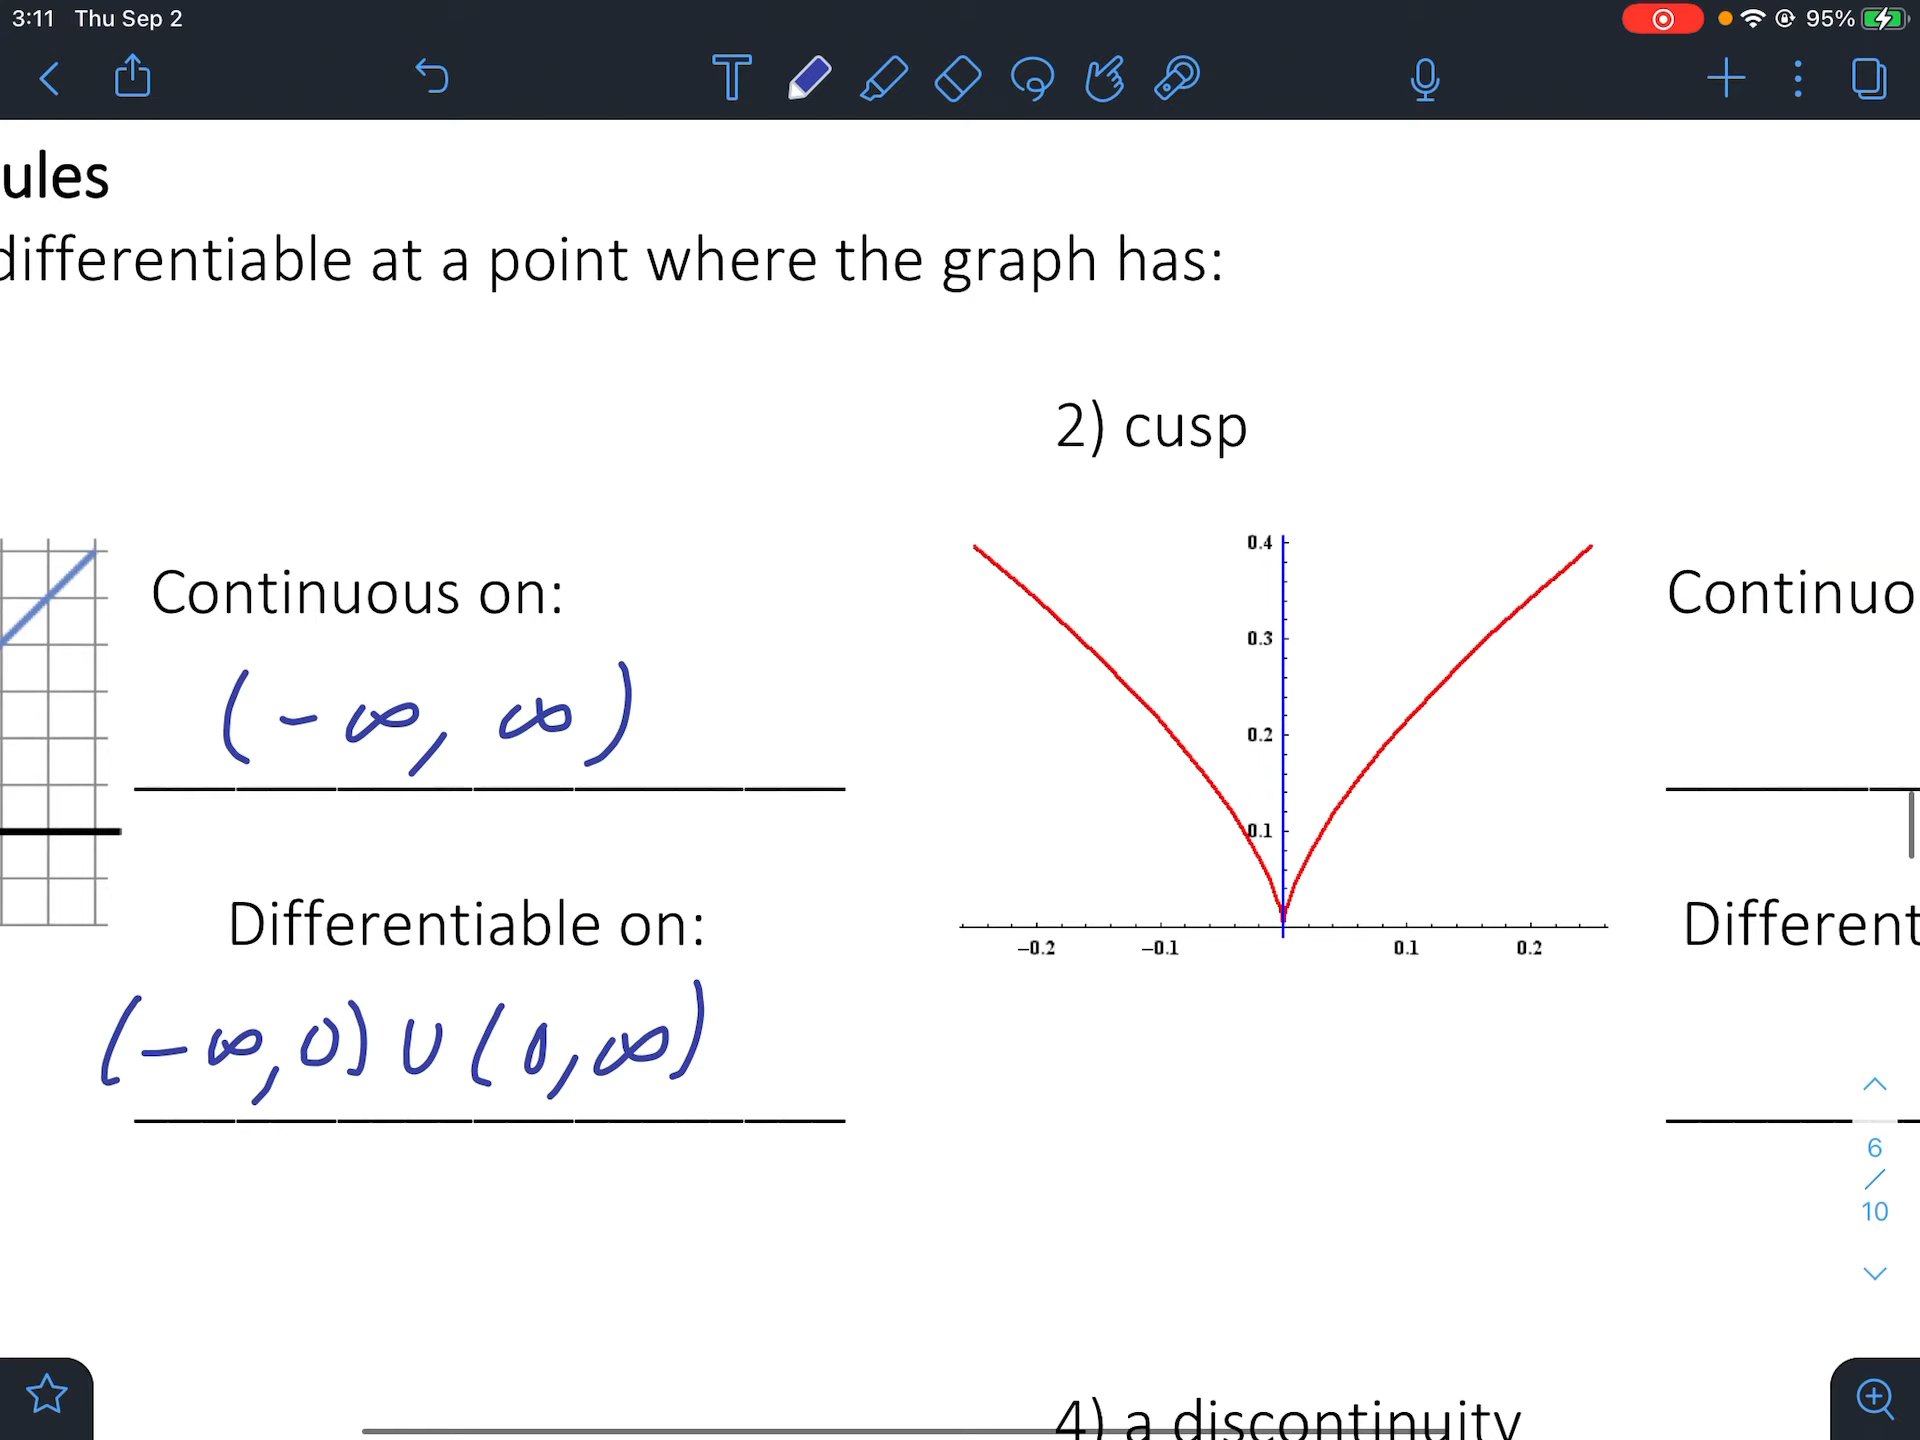 3:11 Thu Sep 2
95%
ules
differentiable at a point where the graph has:
2) cusp
Continuous on:
(-∞, ∞)
Differentiable on:
(-∞,0) ∪ (0,∞)
0.4
0.3
0.2
0.1
-0.2 -0.1 0.1 0.2
Continuo
Different
6
/
10
4) a discontinuity